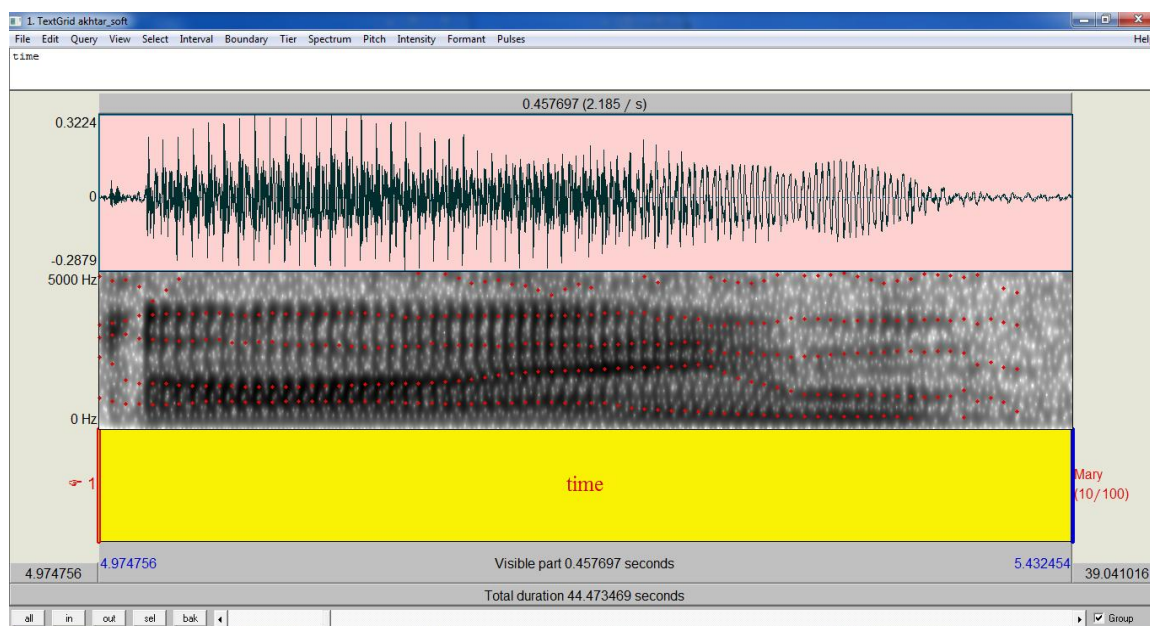 1. TextGrid akhtar_soft
File Edit Query View Select Interval Boundary Tier Spectrum Pitch Intensity Formant Pulses Hel
time
0.457697 (2.185 / s)
0.3224
0
-0.2879
5000 Hz
0 Hz
1
time
Mary
(10/100)
4.974756
4.974756 Visible part 0.457697 seconds 5.432454
39.041016
Total duration 44.473469 seconds
all in out sel bak Group